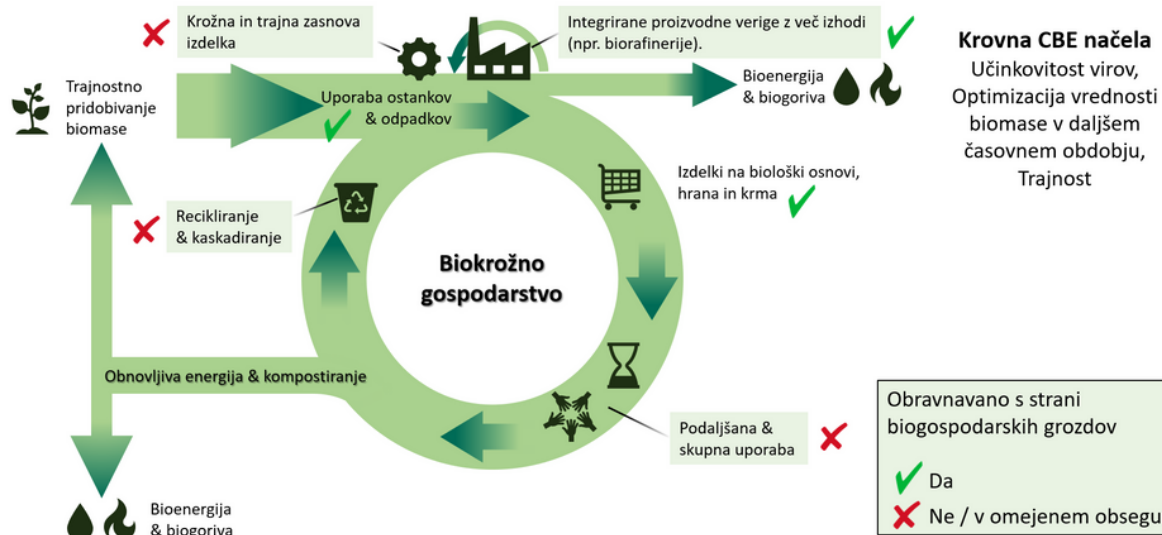 Krožna in trajna zasnova
izdelka
Integrirane proizvodne verige z več izhodi
(npr. biorafinerije).
Krovna CBE načela
Učinkovitost virov,
Optimizacija vrednosti
biomase v daljšem
časovnem obdobju,
Trajnost
Trajnostno
pridobivanje
biomase
Uporaba ostankov
& odpadkov
Bioenergija
& biogoriva
Izdelki na biološki osnovi,
hrana in krma
Recikliranje
& kaskadiranje
Biokrožno
gospodarstvo
Obnovljiva energija & kompostiranje
Podaljšana &
skupna uporaba
Obravnavano s strani
biogospodarskih grozdov
Da
Ne / v omejenem obsegu
Bioenergija
& biogoriva